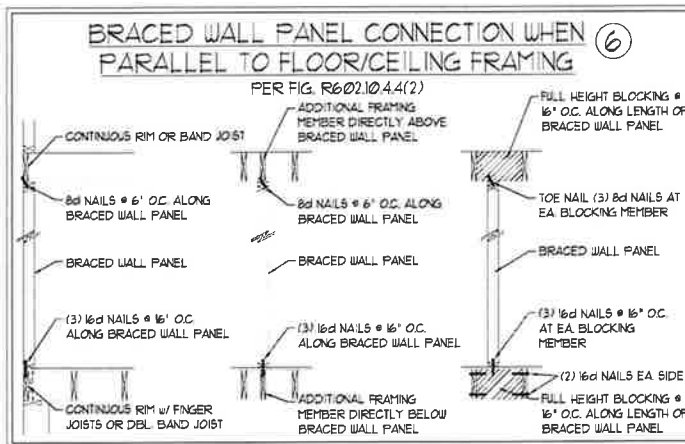 BRACED WALL PANEL CONNECTION WHEN
PARALLEL TO FLOOR/CEILING FRAMING
6
PER FIG. R602.10.4.4(2)
CONTINUOUS RIM OR BAND JOIST
8d NAILS @ 6" O.C. ALONG
BRACED WALL PANEL
BRACED WALL PANEL
(3) 16d NAILS @ 16" O.C.
ALONG BRACED WALL PANEL
CONTINUOUS RIM w/ FINGER
JOISTS OR DBL. BAND JOIST
ADDITIONAL FRAMING
MEMBER DIRECTLY ABOVE
BRACED WALL PANEL
8d NAILS @ 6" O.C. ALONG
BRACED WALL PANEL
BRACED WALL PANEL
(3) 16d NAILS @ 16" O.C.
ALONG BRACED WALL PANEL
ADDITIONAL FRAMING
MEMBER DIRECTLY BELOW
BRACED WALL PANEL
FULL HEIGHT BLOCKING @
16" O.C. ALONG LENGTH OF
BRACED WALL PANEL
TOE NAIL (3) 8d NAILS AT
EA. BLOCKING MEMBER
BRACED WALL PANEL
(3) 16d NAILS @ 16" O.C.
AT EA. BLOCKING
MEMBER
(2) 16d NAILS EA. SIDE
FULL HEIGHT BLOCKING @
16" O.C. ALONG LENGTH OF
BRACED WALL PANEL